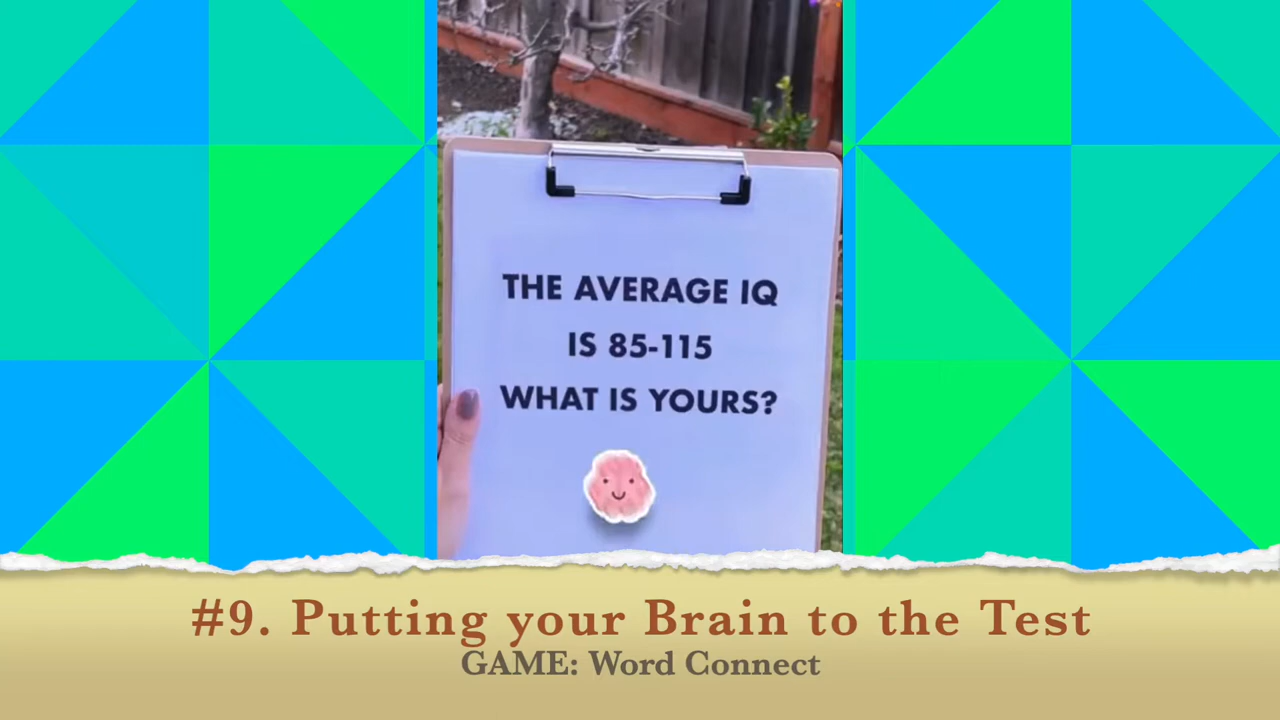 THE AVERAGE IQ
IS 85-115
WHAT IS YOURS?
#9. Putting your Brain to the Test
GAME: Word Connect